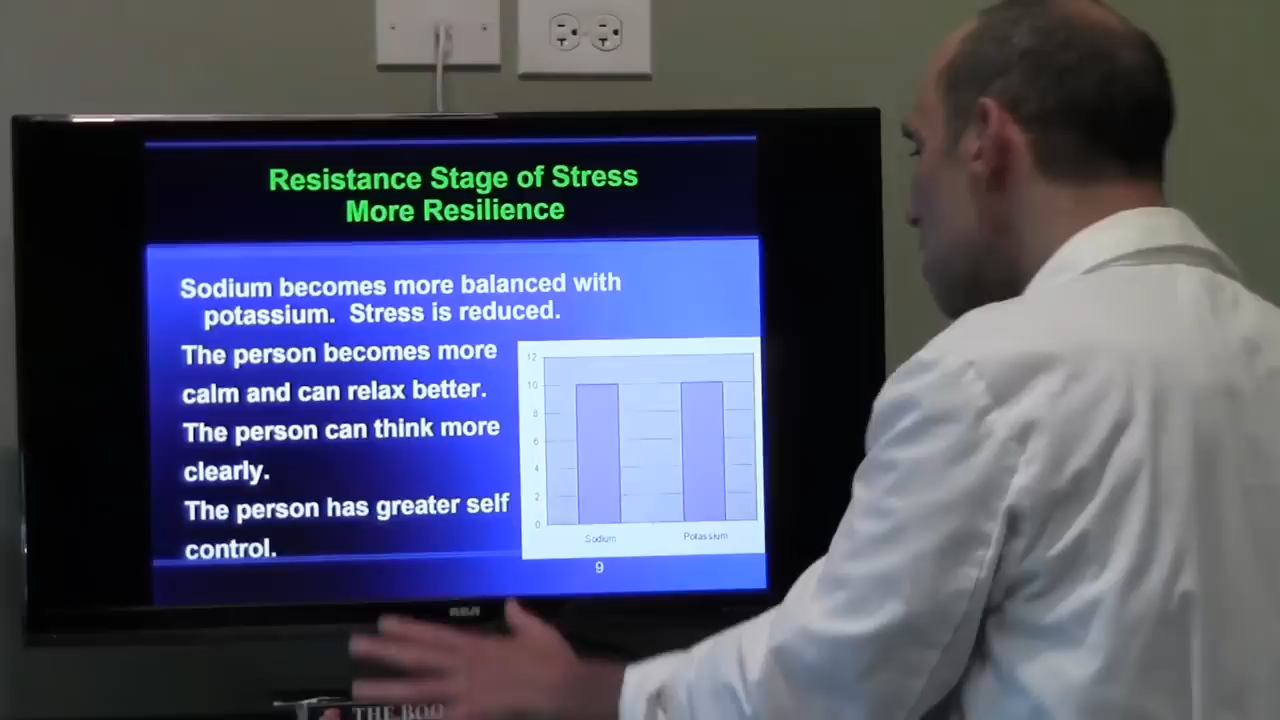 Resistance Stage of Stress
More Resilience
Sodium becomes more balanced with
potassium. Stress is reduced.
The person becomes more
calm and can relax better.
The person can think more
clearly.
The person has greater self
control.
12
10
8
6
4
2
0
Sodium Potassium
9
RCA
THE BOO